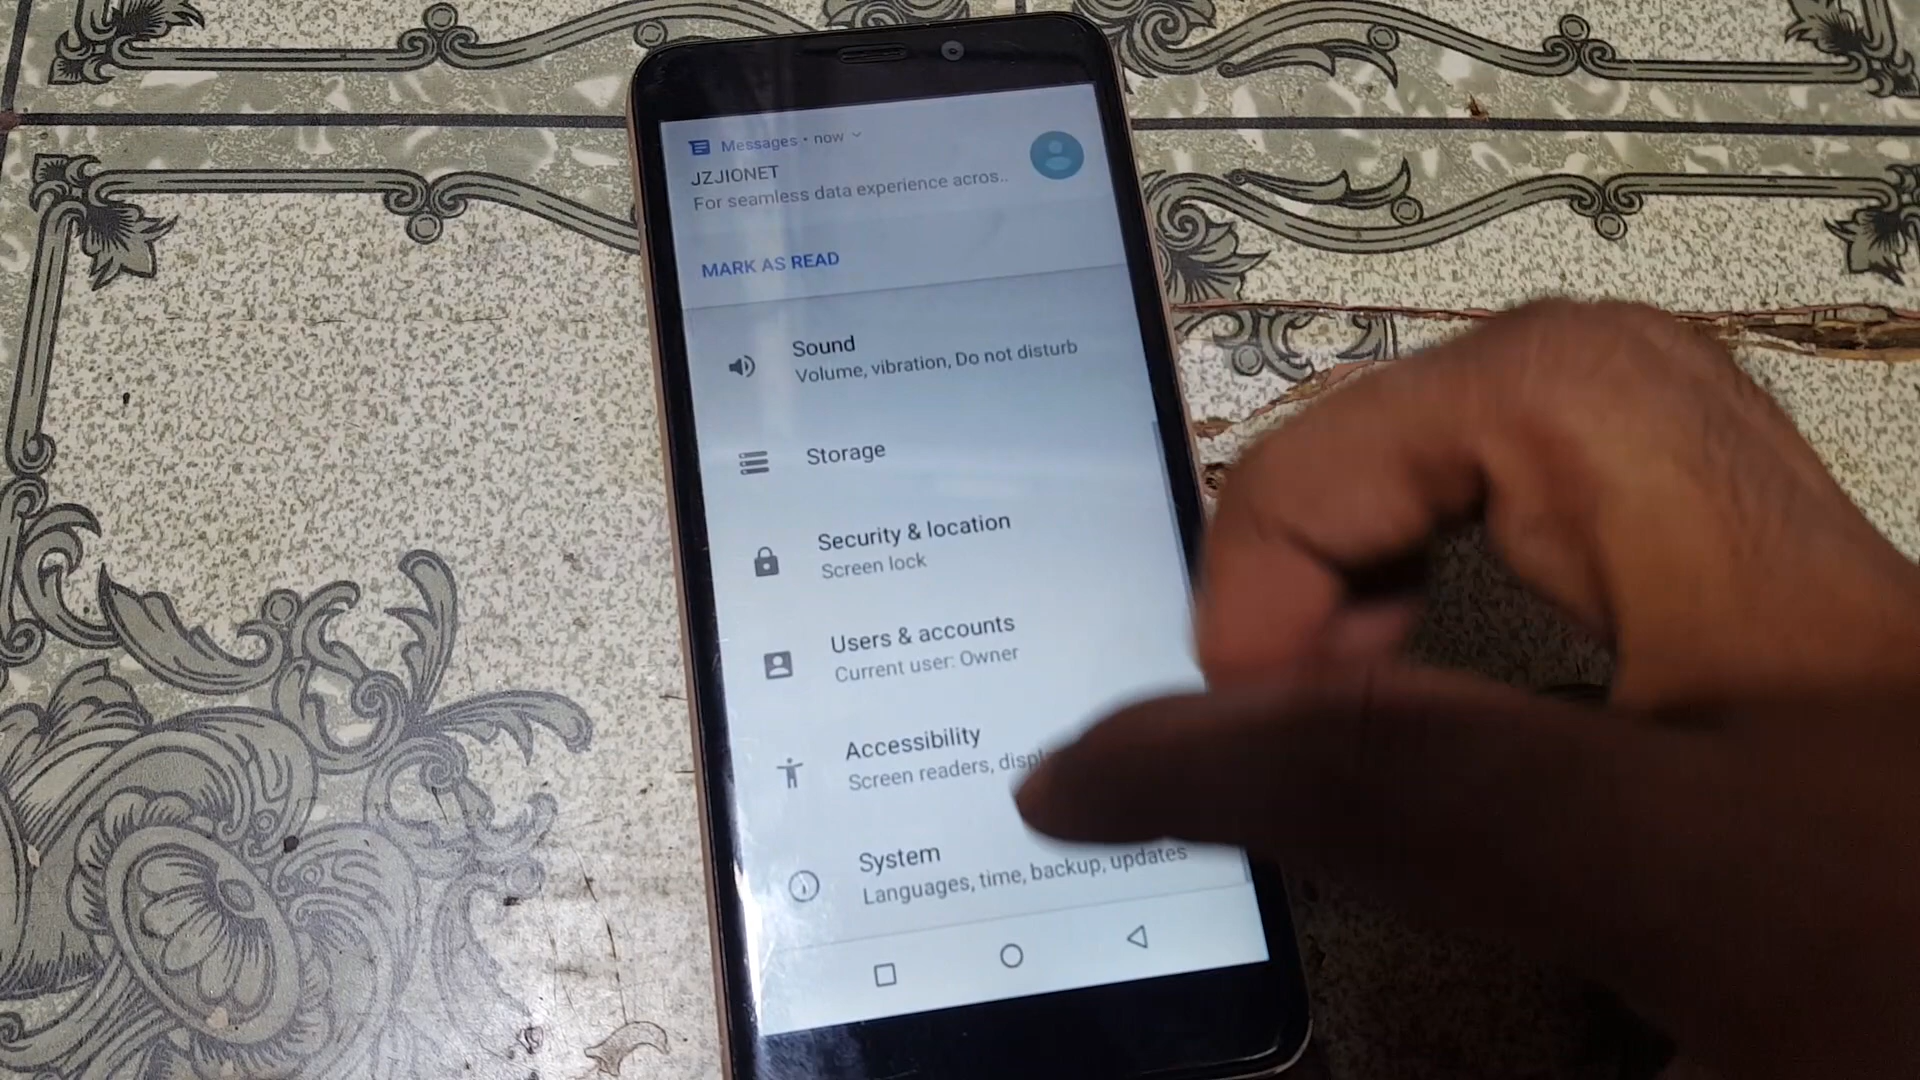 Messages • now
JZJIONET
For seamless data experience acros..
MARK AS READ
Sound
Volume, vibration, Do not disturb
Storage
Security & location
Screen lock
Users & accounts
Current user: Owner
Accessibility
Screen readers,
System
Languages, time, backup, updates